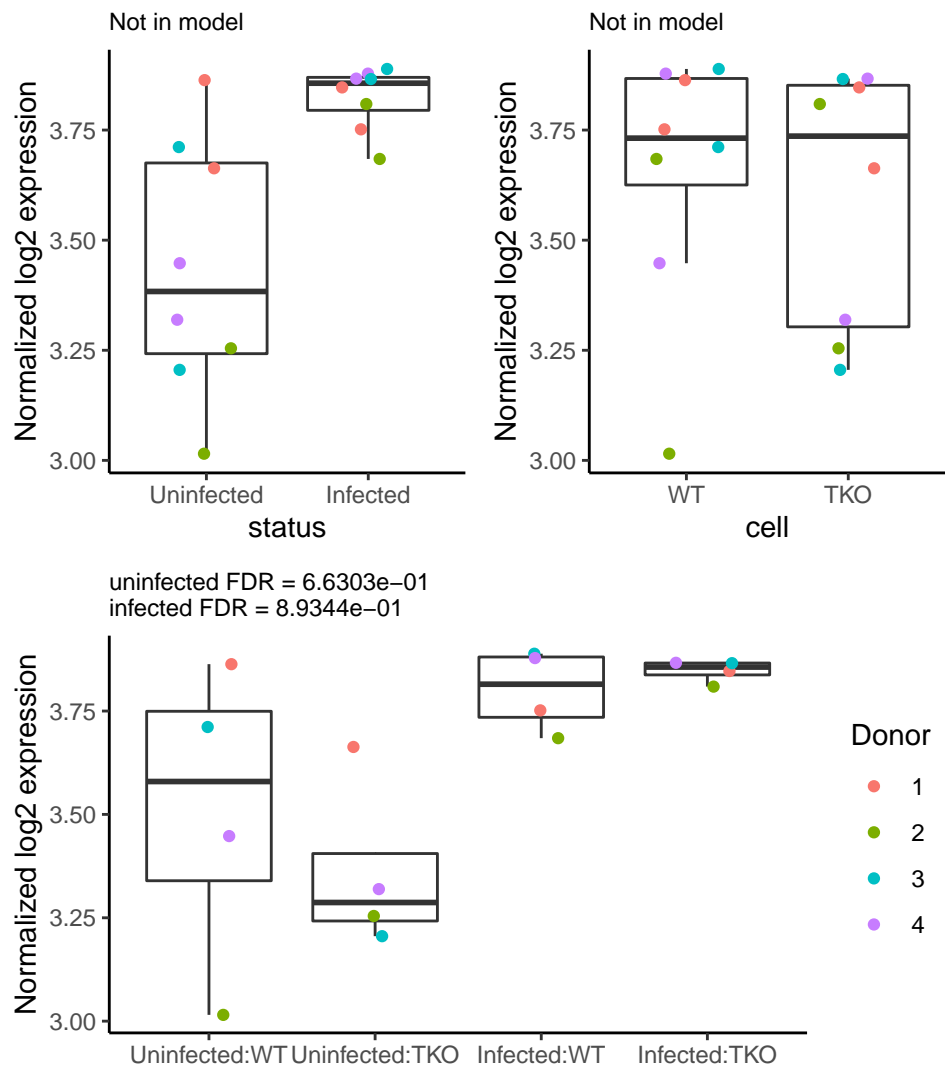 Not in model
Normalized log2 expression
3.75
3.50
3.25
3.00
Uninfected
Infected
status
Not in model
Normalized log2 expression
3.75
3.50
3.25
3.00
WT
TKO
cell
uninfected FDR = 6.6303e−01
infected FDR = 8.9344e−01
Normalized log2 expression
3.75
3.50
3.25
3.00
Uninfected:WT
Uninfected:TKO
Infected:WT
Infected:TKO
Donor
1
2
3
4